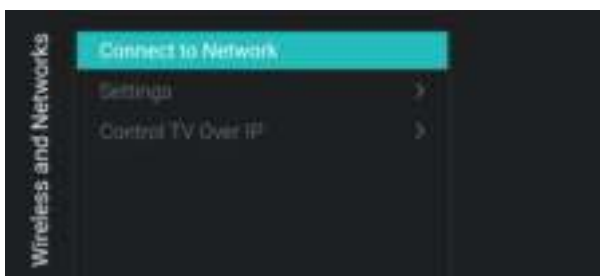 Wireless and Networks
Connect to Network
Settings
Control TV Over IP